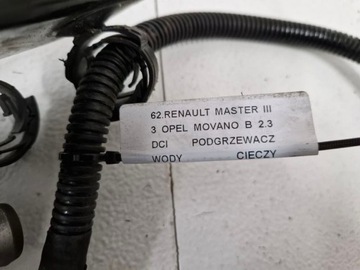 62.RENAULT MASTER III
3 OPEL MOVANO B 2.3
DCI PODGRZEWACZ
WODY CIECZY